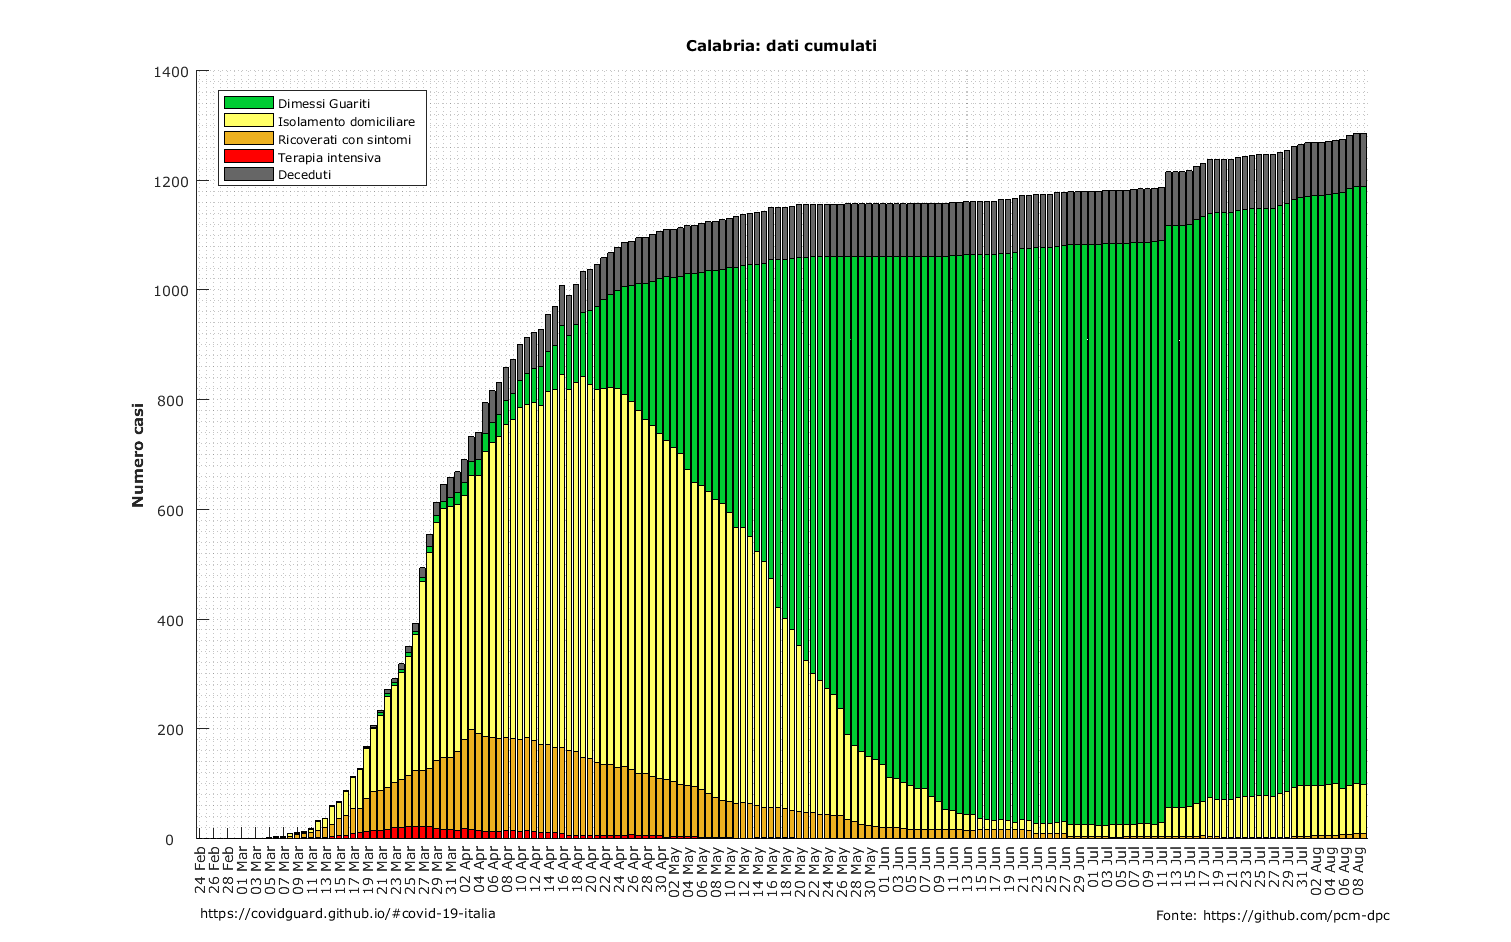 Calabria: dati cumulati
1400
1200
1000
800
600
400
200
0
Numero casi
Dimessi Guariti
Isolamento domiciliare
Ricoverati con sintomi
Terapia intensiva
Deceduti
24 Feb
26 Feb
28 Feb
01 Mar
03 Mar
05 Mar
07 Mar
09 Mar
11 Mar
13 Mar
15 Mar
17 Mar
19 Mar
21 Mar
23 Mar
25 Mar
27 Mar
29 Mar
31 Mar
02 Apr
04 Apr
06 Apr
08 Apr
10 Apr
12 Apr
14 Apr
16 Apr
18 Apr
20 Apr
22 Apr
24 Apr
26 Apr
28 Apr
30 Apr
02 May
04 May
06 May
08 May
10 May
12 May
14 May
16 May
18 May
20 May
22 May
24 May
26 May
28 May
30 May
01 Jun
03 Jun
05 Jun
07 Jun
09 Jun
11 Jun
13 Jun
15 Jun
17 Jun
19 Jun
21 Jun
23 Jun
25 Jun
27 Jun
29 Jun
01 Jul
03 Jul
05 Jul
07 Jul
09 Jul
11 Jul
13 Jul
15 Jul
17 Jul
19 Jul
21 Jul
23 Jul
25 Jul
27 Jul
29 Jul
31 Jul
02 Aug
04 Aug
06 Aug
08 Aug
https://covidguard.github.io/#covid-19-italia
Fonte: https://github.com/pcm-dpc